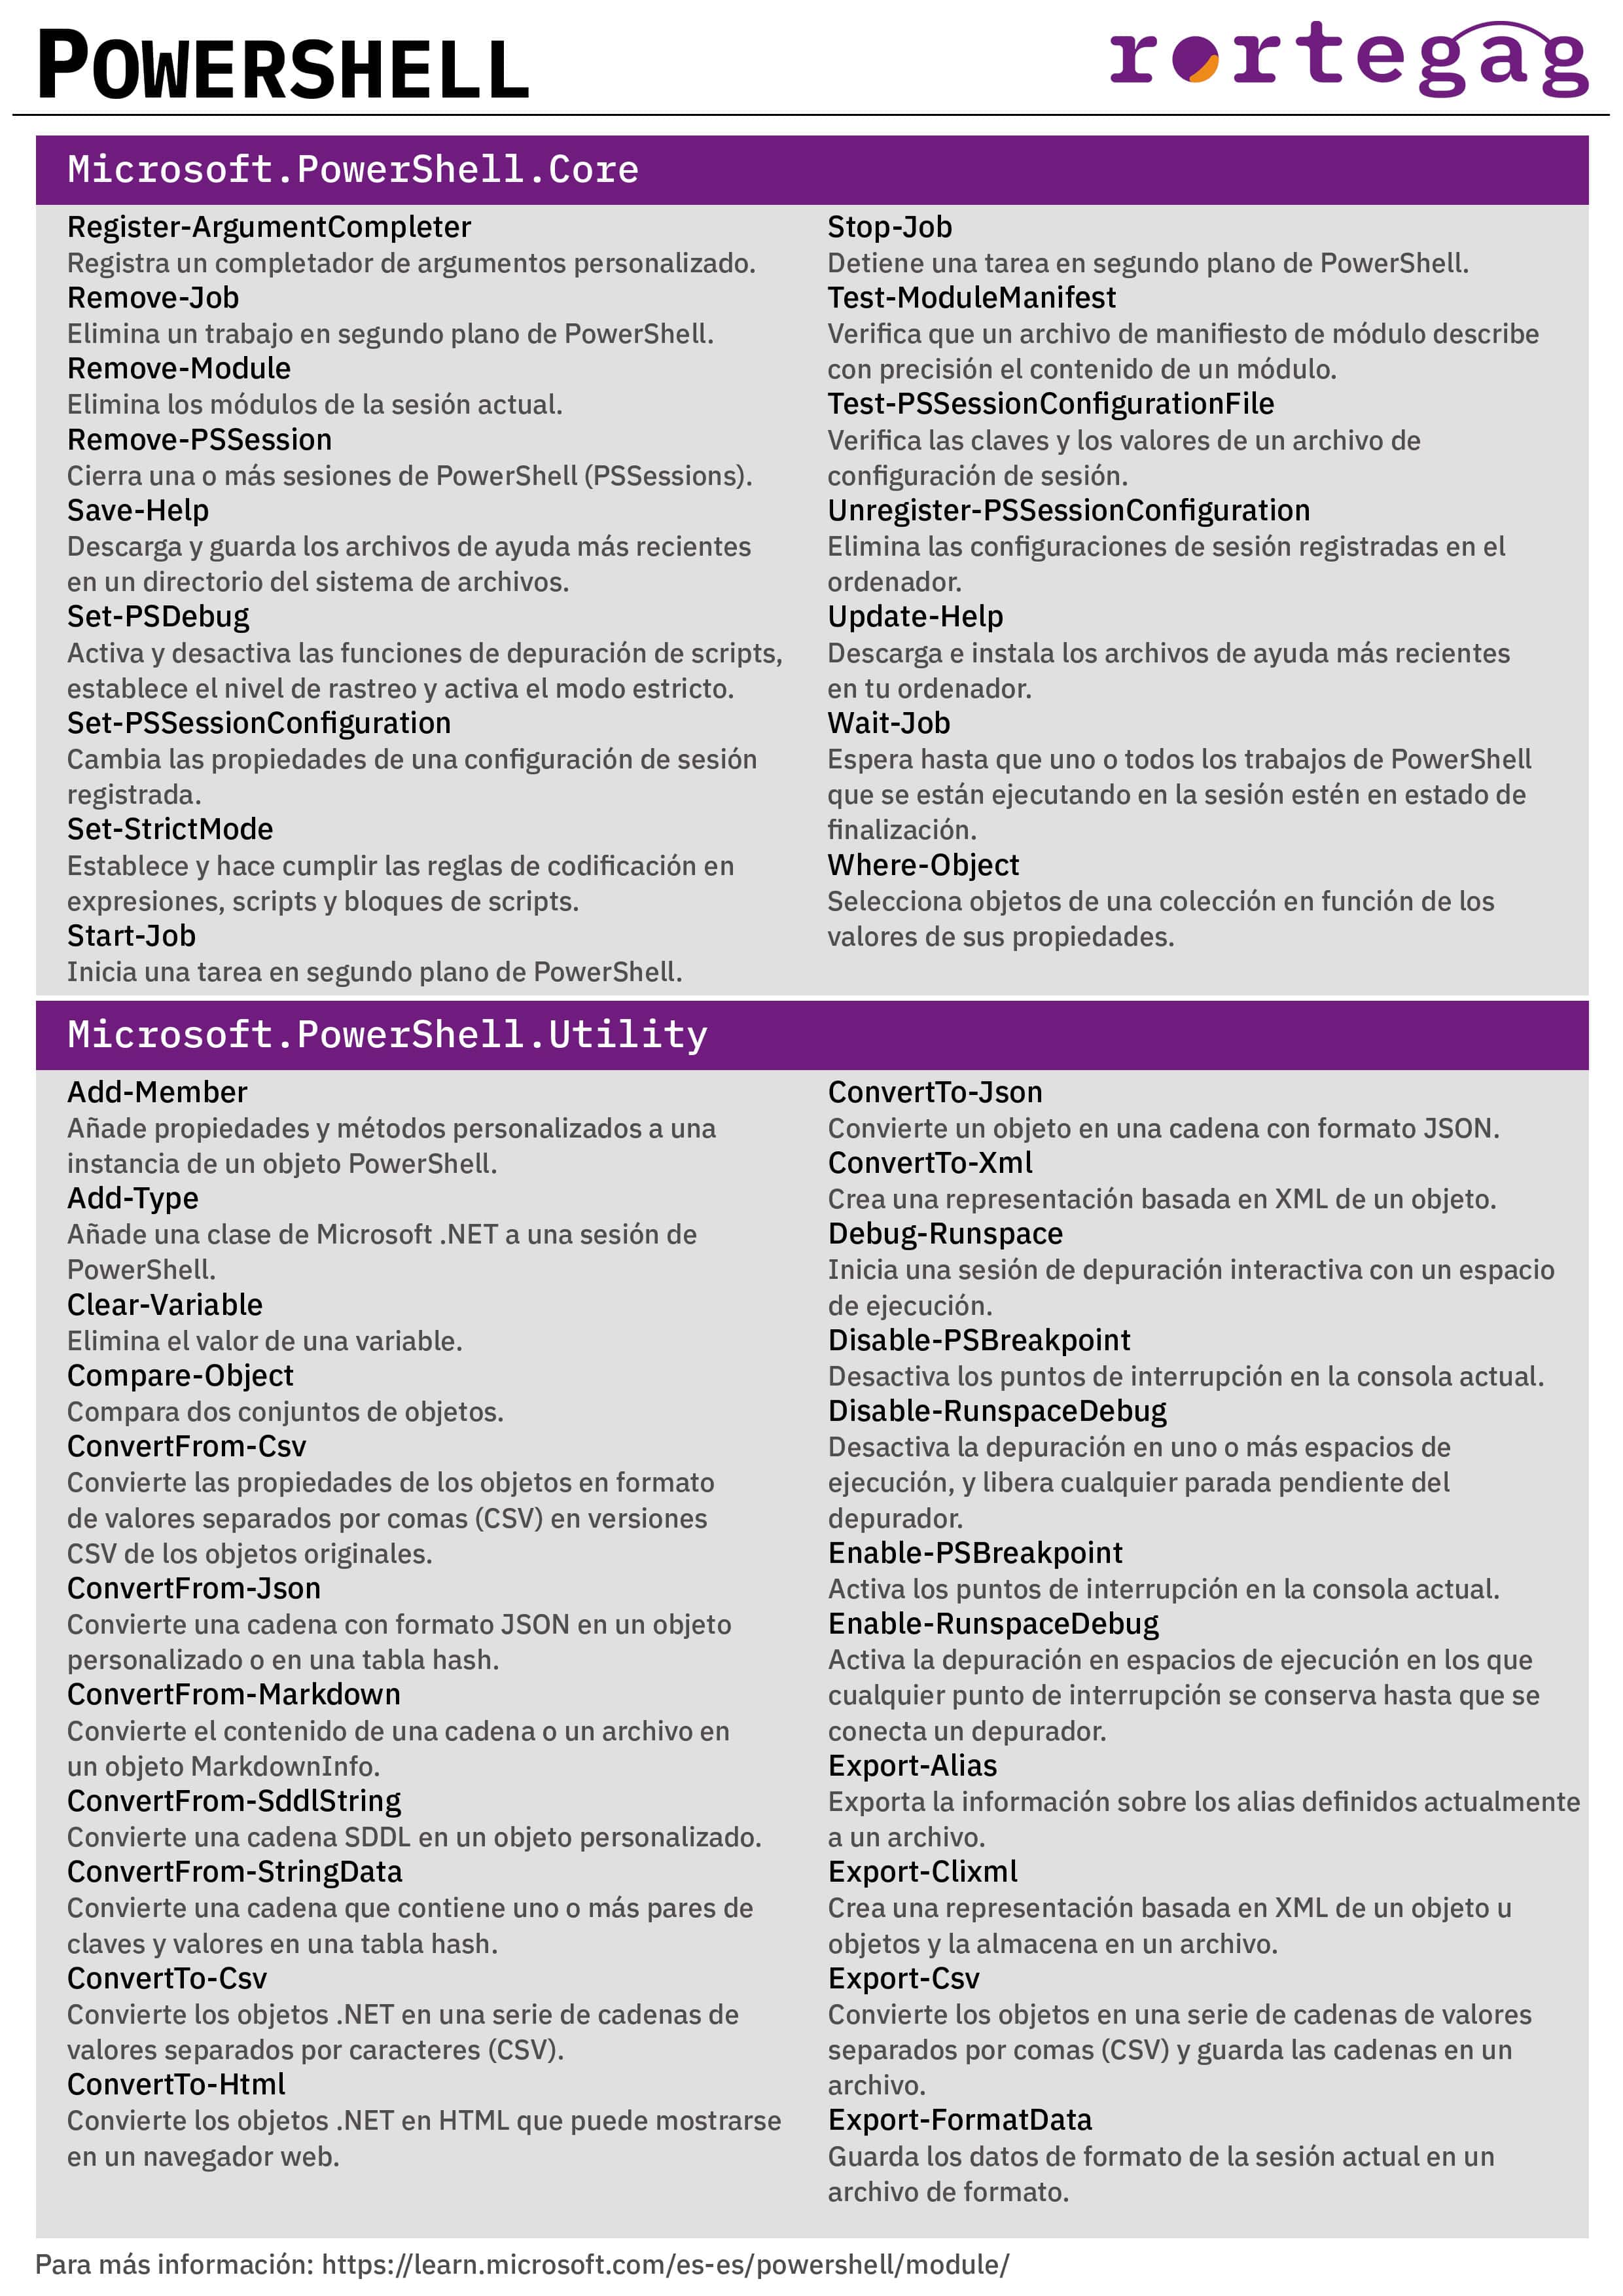 POWERSHELL
rortegag
Microsoft.PowerShell.Core
Register-ArgumentCompleter
Registra un completador de argumentos personalizado.
Remove-Job
Elimina un trabajo en segundo plano de PowerShell.
Remove-Module
Elimina los módulos de la sesión actual.
Remove-PSSession
Cierra una o más sesiones de PowerShell (PSSessions).
Save-Help
Descarga y guarda los archivos de ayuda más recientes
en un directorio del sistema de archivos.
Set-PSDebug
Activa y desactiva las funciones de depuración de scripts,
establece el nivel de rastreo y activa el modo estricto.
Set-PSSessionConfiguration
Cambia las propiedades de una configuración de sesión
registrada.
Set-StrictMode
Establece y hace cumplir las reglas de codificación en
expresiones, scripts y bloques de scripts.
Start-Job
Inicia una tarea en segundo plano de PowerShell.
Stop-Job
Detiene una tarea en segundo plano de PowerShell.
Test-ModuleManifest
Verifica que un archivo de manifiesto de módulo describe
con precisión el contenido de un módulo.
Test-PSSessionConfigurationFile
Verifica las claves y los valores de un archivo de
configuración de sesión.
Unregister-PSSessionConfiguration
Elimina las configuraciones de sesión registradas en el
ordenador.
Update-Help
Descarga e instala los archivos de ayuda más recientes
en tu ordenador.
Wait-Job
Espera hasta que uno o todos los trabajos de PowerShell
que se están ejecutando en la sesión estén en estado de
finalización.
Where-Object
Selecciona objetos de una colección en función de los
valores de sus propiedades.
Microsoft.PowerShell.Utility
Add-Member
Añade propiedades y métodos personalizados a una
instancia de un objeto PowerShell.
Add-Type
Añade una clase de Microsoft .NET a una sesión de
PowerShell.
Clear-Variable
Elimina el valor de una variable.
Compare-Object
Compara dos conjuntos de objetos.
ConvertFrom-Csv
Convierte las propiedades de los objetos en formato
de valores separados por comas (CSV) en versiones
CSV de los objetos originales.
ConvertFrom-Json
Convierte una cadena con formato JSON en un objeto
personalizado o en una tabla hash.
ConvertFrom-Markdown
Convierte el contenido de una cadena o un archivo en
un objeto MarkdownInfo.
ConvertFrom-SddlString
Convierte una cadena SDDL en un objeto personalizado.
ConvertFrom-StringData
Convierte una cadena que contiene uno o más pares de
claves y valores en una tabla hash.
ConvertTo-Csv
Convierte los objetos .NET en una serie de cadenas de
valores separados por caracteres (CSV).
ConvertTo-Html
Convierte los objetos .NET en HTML que puede mostrarse
en un navegador web.
ConvertTo-Json
Convierte un objeto en una cadena con formato JSON.
ConvertTo-Xml
Crea una representación basada en XML de un objeto.
Debug-Runspace
Inicia una sesión de depuración interactiva con un espacio
de ejecución.
Disable-PSBreakpoint
Desactiva los puntos de interrupción en la consola actual.
Disable-RunspaceDebug
Desactiva la depuración en uno o más espacios de
ejecución, y libera cualquier parada pendiente del
depurador.
Enable-PSBreakpoint
Activa los puntos de interrupción en la consola actual.
Enable-RunspaceDebug
Activa la depuración en espacios de ejecución en los que
cualquier punto de interrupción se conserva hasta que se
conecta un depurador.
Export-Alias
Exporta la información sobre los alias definidos actualmente
a un archivo.
Export-Clixml
Crea una representación basada en XML de un objeto u
objetos y la almacena en un archivo.
Export-Csv
Convierte los objetos en una serie de cadenas de valores
separados por comas (CSV) y guarda las cadenas en un
archivo.
Export-FormatData
Guarda los datos de formato de la sesión actual en un
archivo de formato.
Para más información: https://learn.microsoft.com/es-es/powershell/module/